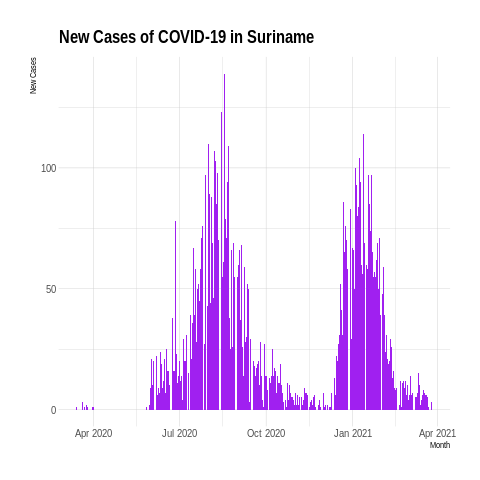 New Cases of COVID-19 in Suriname
New Cases
100
50
0
Apr 2020 Jul 2020 Oct 2020 Jan 2021 Apr 2021
Month